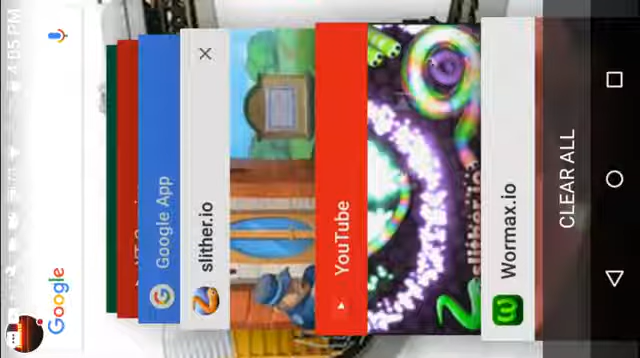 4:05 PM
Google
Google App
slither.io
YouTube
slither.io
Wormax.io
CLEAR ALL